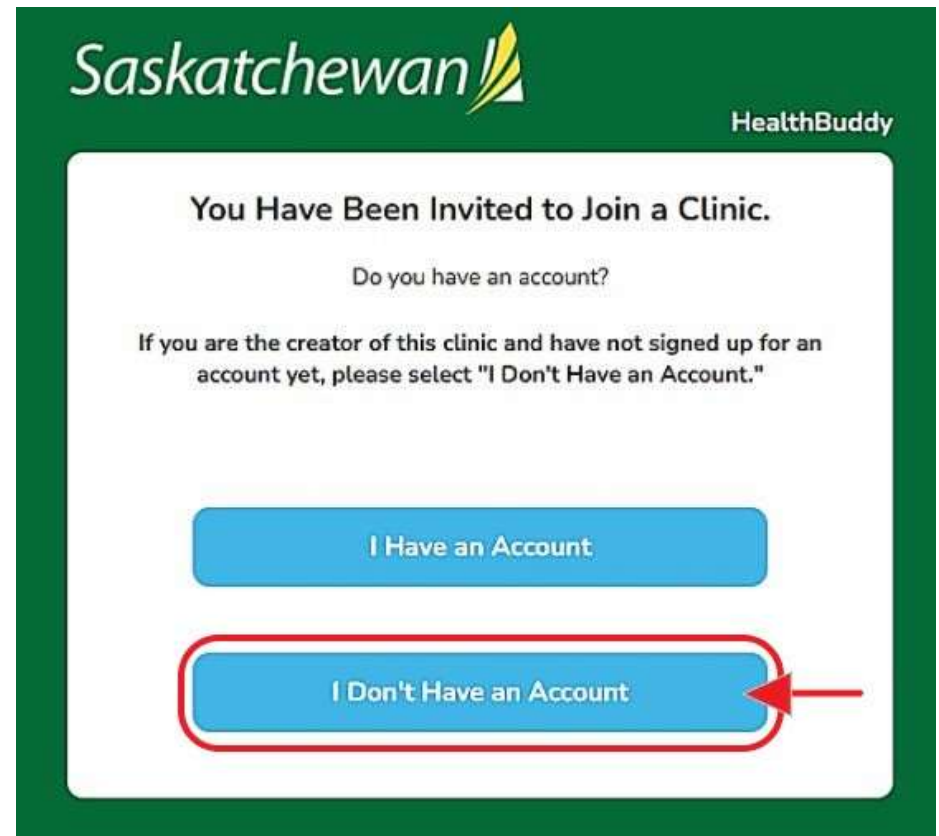 Saskatchewan
HealthBuddy
You Have Been Invited to Join a Clinic.
Do you have an account?
If you are the creator of this clinic and have not signed up for an
account yet, please select "I Don't Have an Account."
I Have an Account
I Don't Have an Account